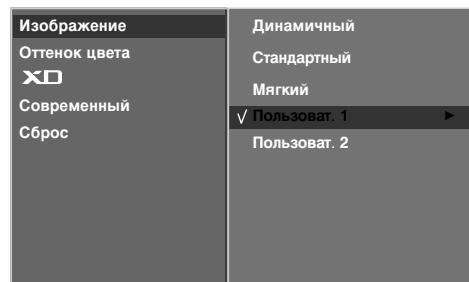 Изображение
Оттенок цвета
XD
Современный
Сброс
Динамичный
Стандартный
Мягкий
√ Пользоват. 1 ►
Пользоват. 2